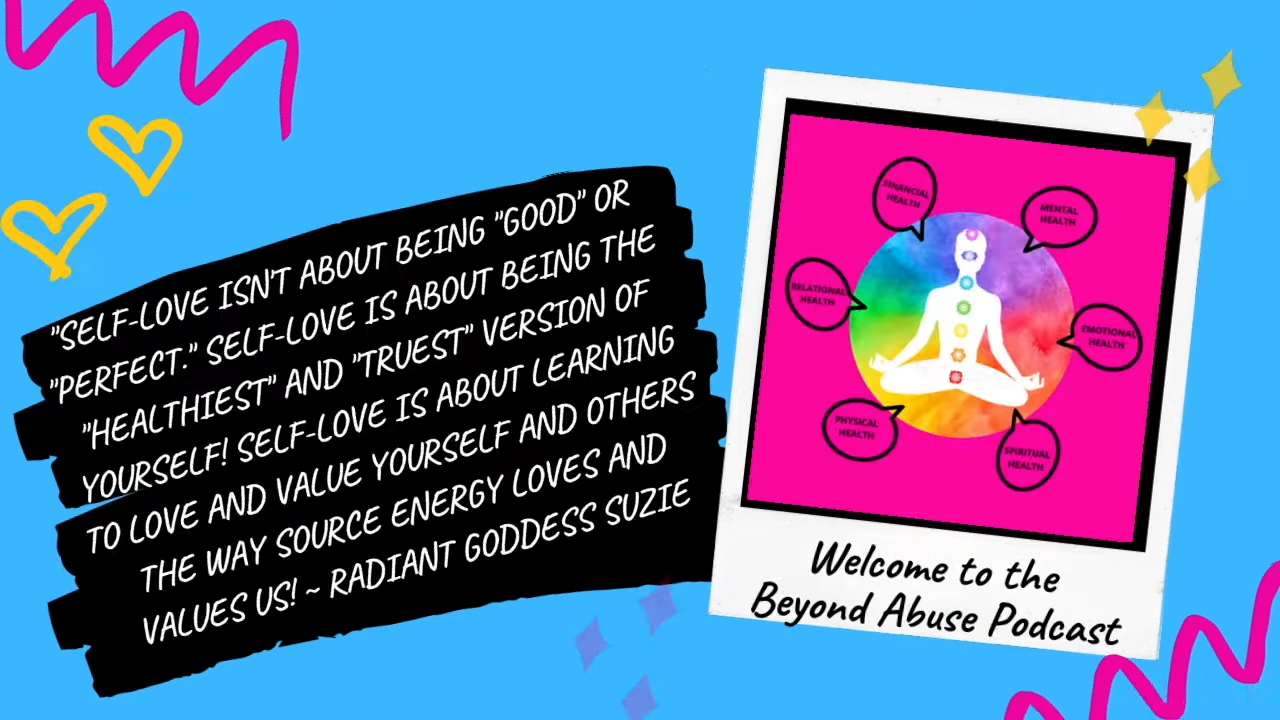 "SELF-LOVE ISN'T ABOUT BEING "GOOD" OR
"PERFECT." SELF-LOVE IS ABOUT BEING THE
"HEALTHIEST" AND "TRUEST" VERSION OF
YOURSELF! SELF-LOVE IS ABOUT LEARNING
TO LOVE AND VALUE YOURSELF AND OTHERS
THE WAY SOURCE ENERGY LOVES AND
VALUES US! ~ RADIANT GODDESS SUZIE
FINANCIAL
HEALTH
MENTAL
HEALTH
RELATIONAL
HEALTH
EMOTIONAL
HEALTH
PHYSICAL
HEALTH
SPIRITUAL
HEALTH
Welcome to the
Beyond Abuse Podcast